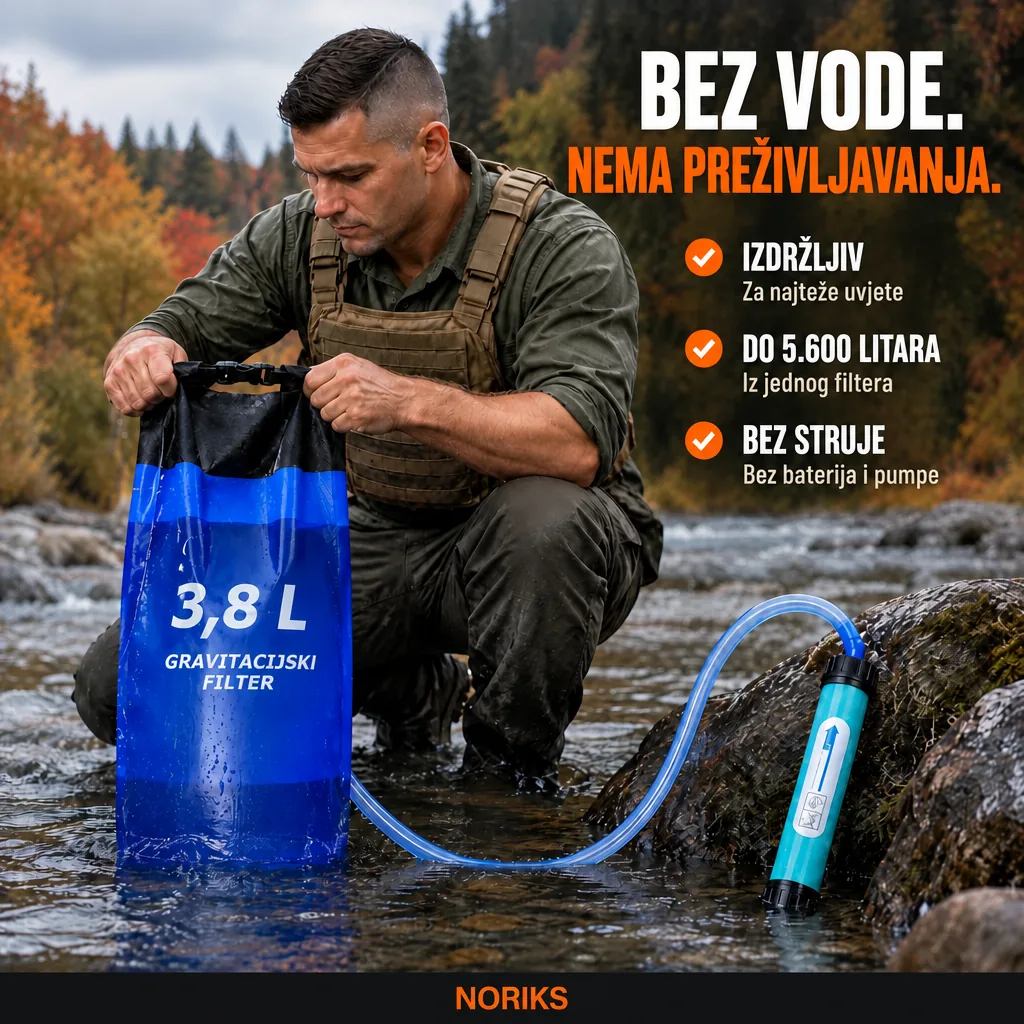 BEZ VODE.
NEMA PREŽIVLJAVANJA.
IZDRŽLJIV
Za najteže uvjete
DO 5.600 LITARA
Iz jednog filtera
BEZ STRUJE
Bez baterija i pumpe
3,8 L
GRAVITACIJSKI
FILTER
NORIKS